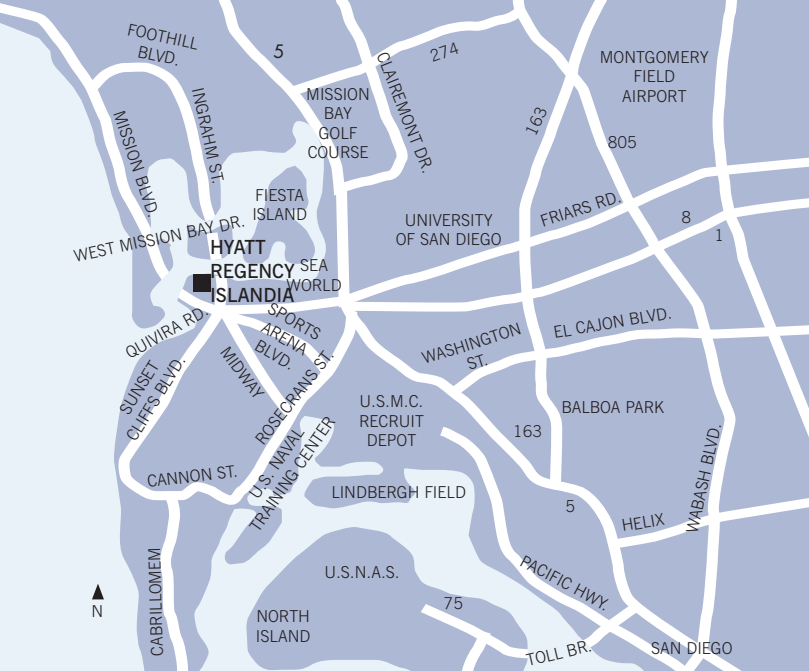 FOOTHILL
BLVD.
5
274
MONTGOMERY
FIELD
AIRPORT
MISSION BLVD.
INGRAHM ST.
MISSION
BAY
GOLF
COURSE
CLAIREMONT DR.
163
805
FIESTA
ISLAND
UNIVERSITY
OF SAN DIEGO
FRIARS RD.
8
1
WEST MISSION BAY DR.
HYATT
REGENCY
ISLANDIA
SEA
WORLD
QUIVIRA RD.
SPORTS
ARENA
BLVD.
MIDWAY
ROSECRANS ST.
SUNSET
CLIFFS BLVD.
WASHINGTON
ST.
EL CAJON BLVD.
U.S.M.C.
RECRUIT
DEPOT
BALBOA PARK
163
WABASH BLVD.
CANNON ST.
U.S. NAVAL
TRAINING CENTER
LINDBERGH FIELD
5
HELIX
CABRILLOMEM
N
U.S.N.A.S.
NORTH
ISLAND
75
PACIFIC HWY.
TOLL BR.
SAN DIEGO